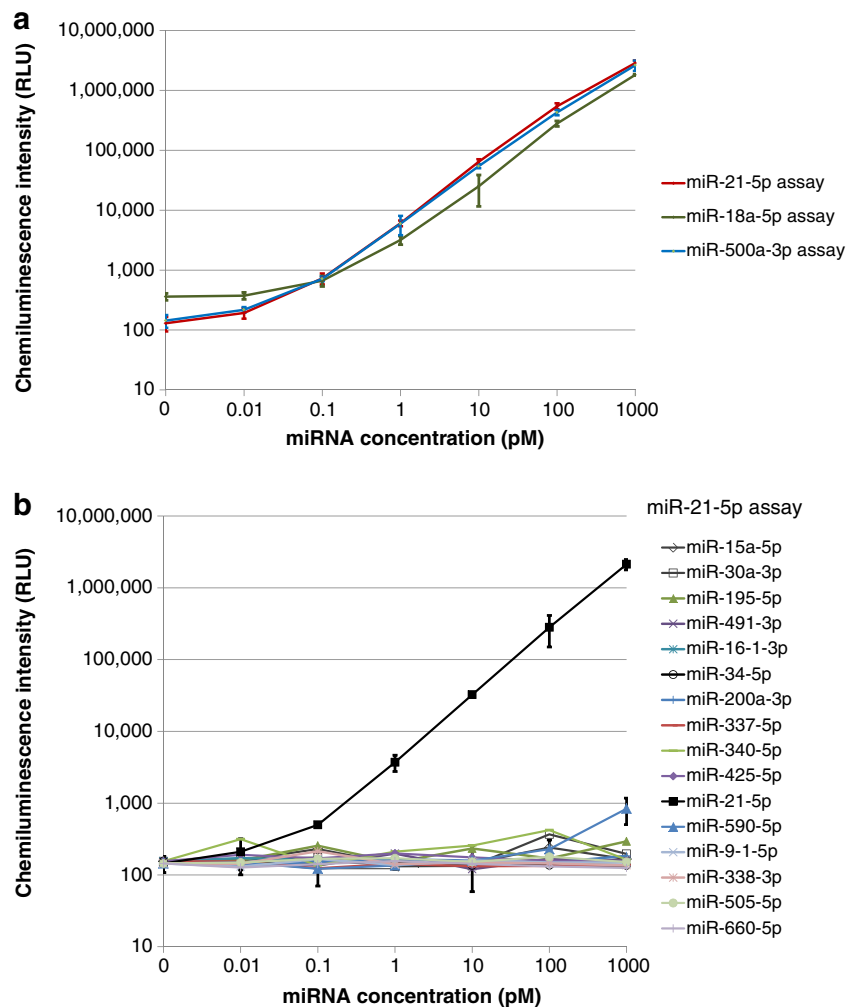 a
10,000,000
1,000,000
100,000
10,000
1,000
100
10
Chemiluminescence intensity (RLU)
0 0.01 0.1 1 10 100 1000
miRNA concentration (pM)
miR-21-5p assay
miR-18a-5p assay
miR-500a-3p assay
b
10,000,000
1,000,000
100,000
10,000
1,000
100
10
Chemiluminescence intensity (RLU)
0 0.01 0.1 1 10 100 1000
miRNA concentration (pM)
miR-21-5p assay
miR-15a-5p
miR-30a-3p
miR-195-5p
miR-491-3p
miR-16-1-3p
miR-34-5p
miR-200a-3p
miR-337-5p
miR-340-5p
miR-425-5p
miR-21-5p
miR-590-5p
miR-9-1-5p
miR-338-3p
miR-505-5p
miR-660-5p